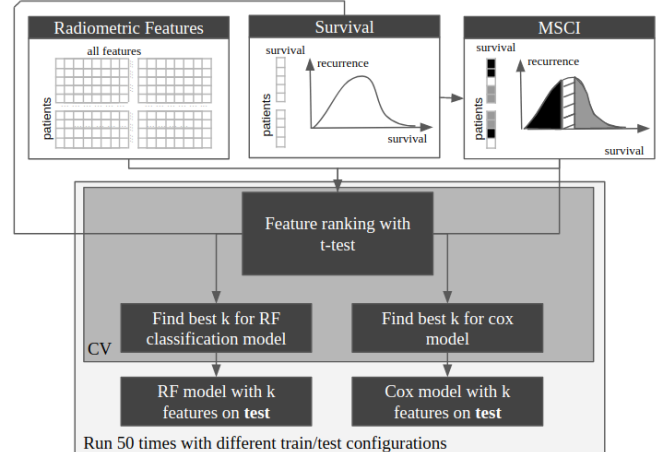 Radiometric Features
all features
patients
Survival
survival
patients
recurrence
survival
MSCI
survival
patients
recurrence
survival
Feature ranking with
t-test
Find best k for RF
classification model
Find best k for cox
model
CV
RF model with k
features on test
Cox model with k
features on test
Run 50 times with different train/test configurations